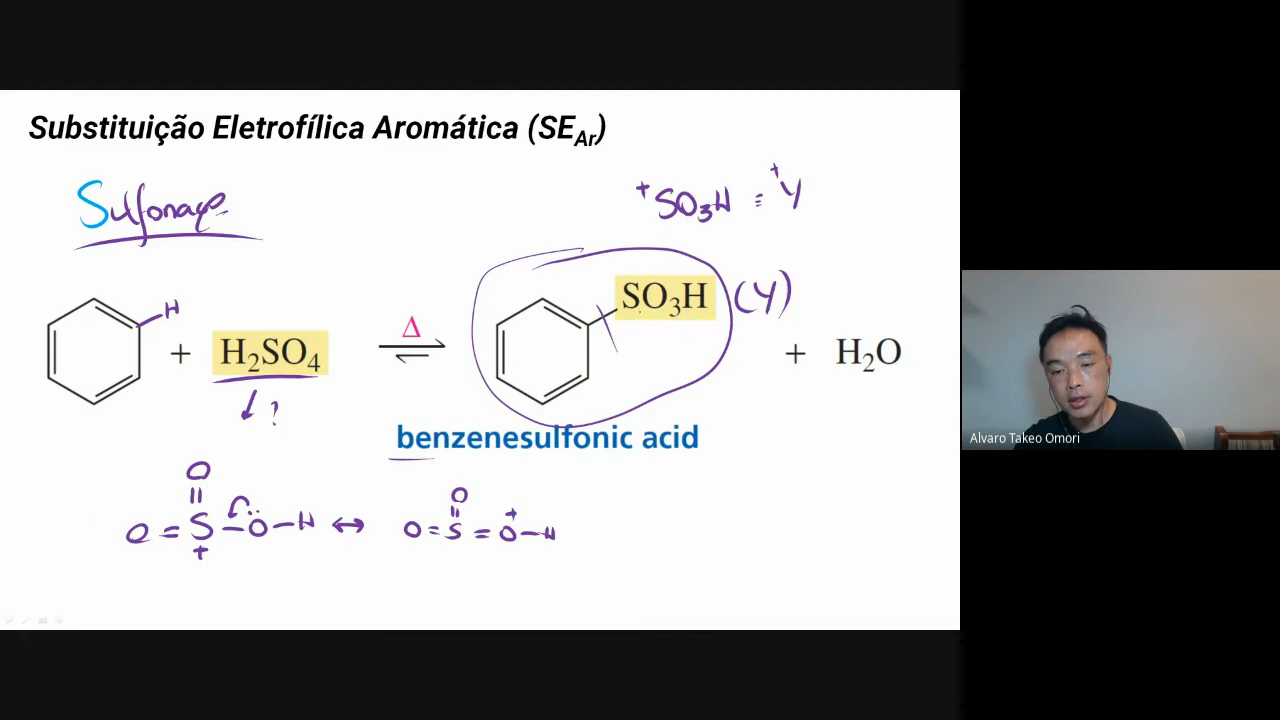 Substituição Eletrofílica Aromática (SEAr)
Sulfonação
+SO3H ≡ +Y
H
SO3H (Y)
+ H2SO4 Δ + H2O
?
benzenesulfonic acid
O
O=S-Ö-H ↔ O=S=O-H
+
O
+
Alvaro Takeo Omori